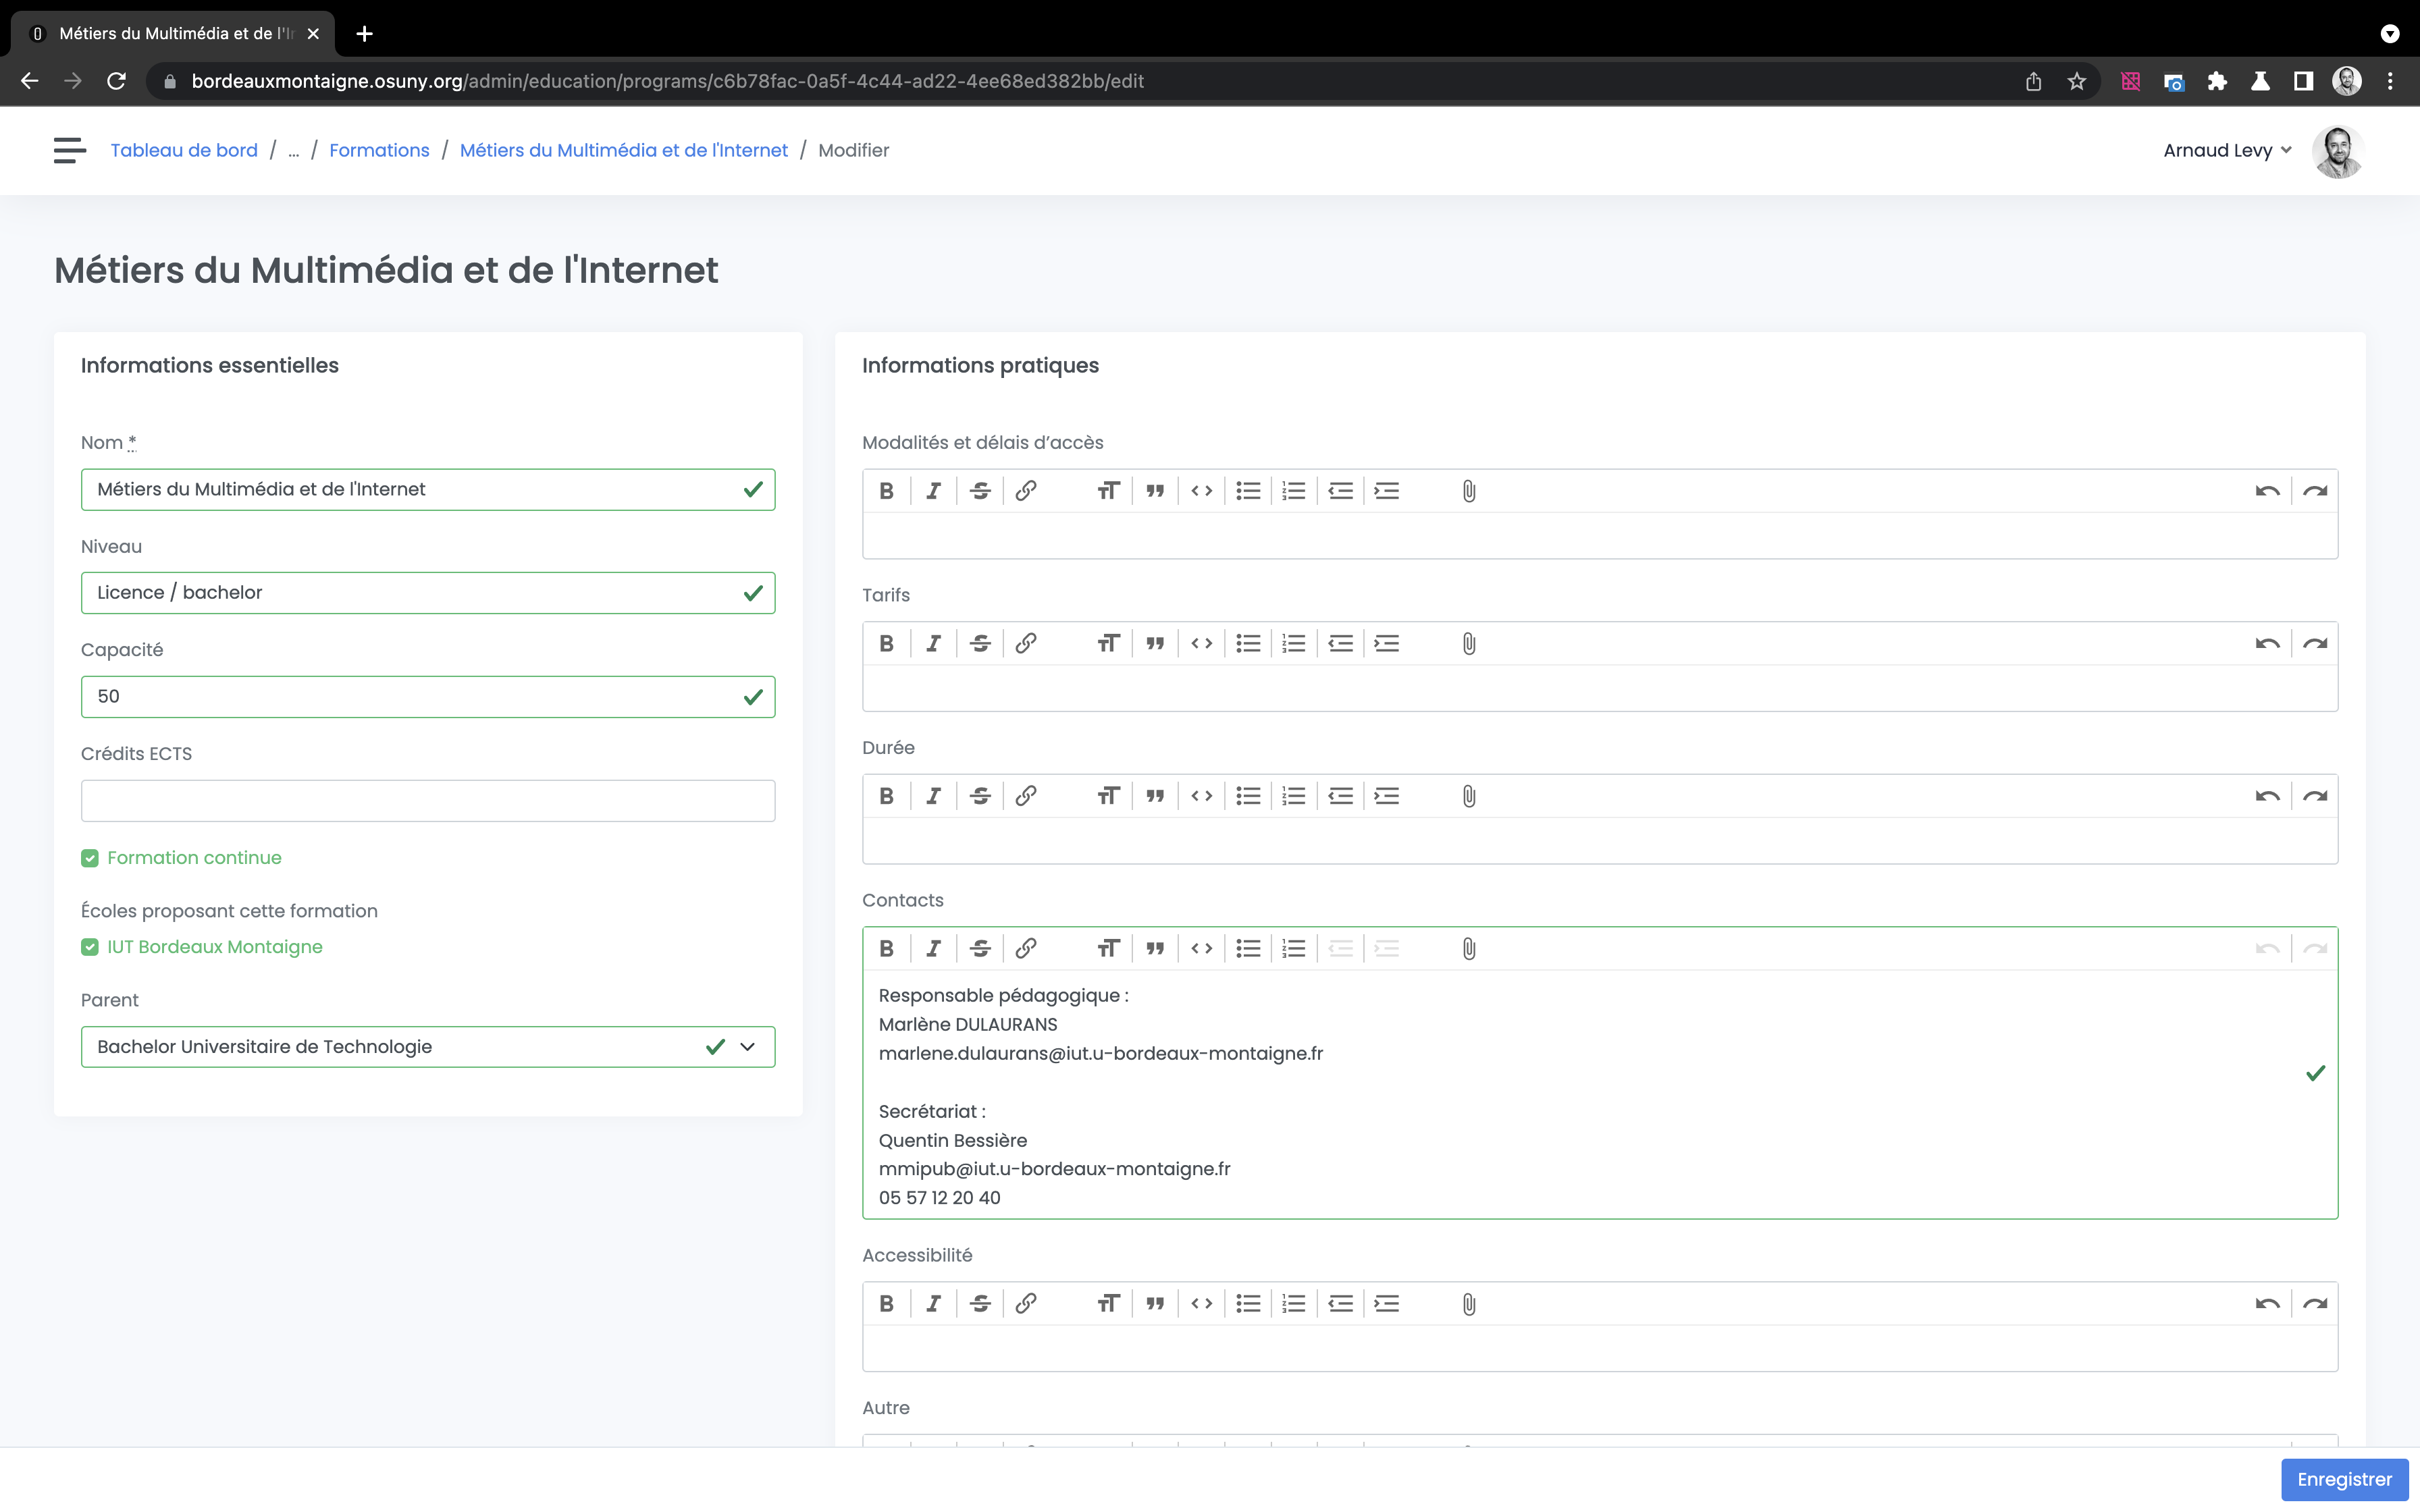 Métiers du Multimédia et de l'I
bordeauxmontaigne.osuny.org/admin/education/programs/c6b78fac-0a5f-4c44-ad22-4ee68ed382bb/edit
Tableau de bord / ... / Formations / Métiers du Multimédia et de l'Internet / Modifier
Arnaud Levy
Métiers du Multimédia et de l'Internet
Informations essentielles
Nom *
Métiers du Multimédia et de l'Internet
Niveau
Licence / bachelor
Capacité
50
Crédits ECTS
Formation continue
Écoles proposant cette formation
IUT Bordeaux Montaigne
Parent
Bachelor Universitaire de Technologie
Informations pratiques
Modalités et délais d’accès
Tarifs
Durée
Contacts
Responsable pédagogique :
Marlène DULAURANS
marlene.dulaurans@iut.u-bordeaux-montaigne.fr
Secrétariat :
Quentin Bessière
mmipub@iut.u-bordeaux-montaigne.fr
05 57 12 20 40
Accessibilité
Autre
Enregistrer